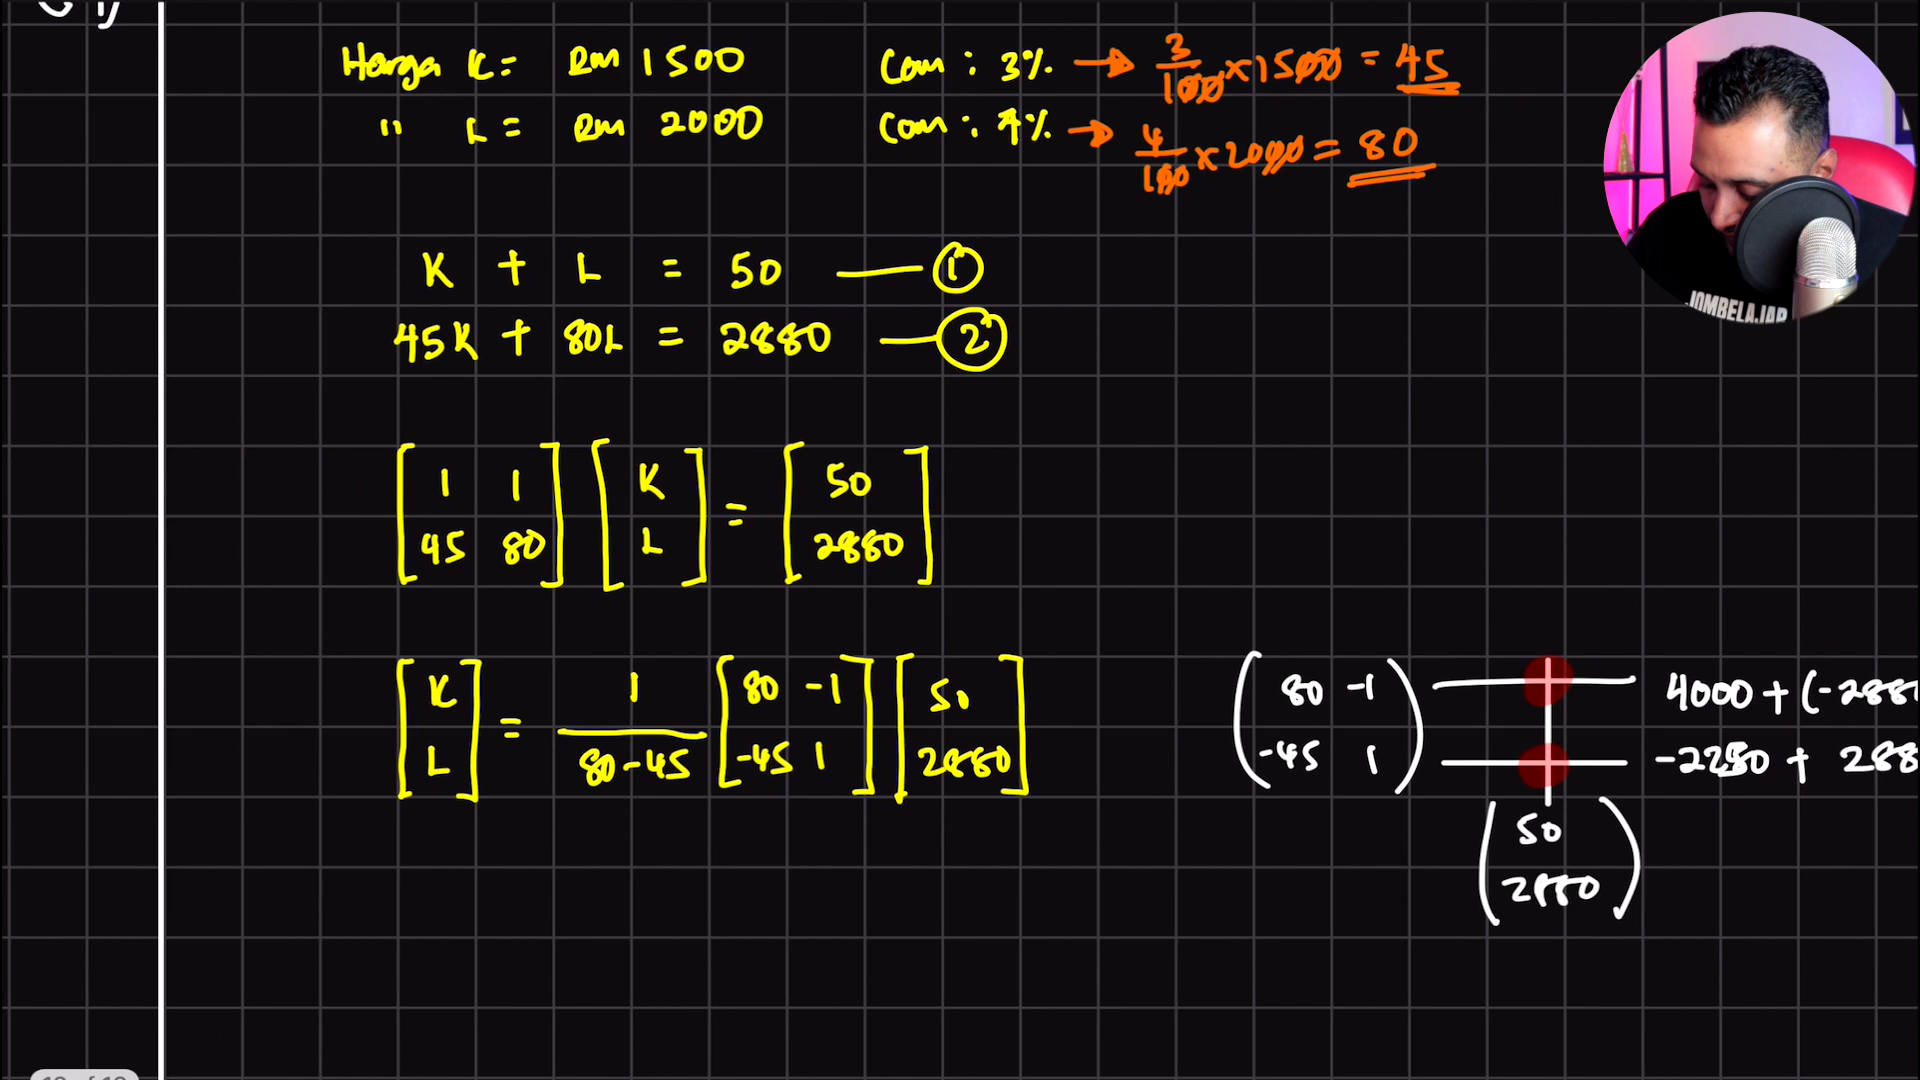 Harga K = RM 1500 Com : 3% → 3/100 × 1500 = 45
" L = RM 2000 Com : 4% → 4/100 × 2000 = 80
K + L = 50 — ①
45K + 80L = 2880 — ②
[1 1
45 80] [K
L] = [50
2880]
[K
L] = 1/(80-45) [80 -1
-45 1] [50
2880]
(80 -1
-45 1)
4000 + (-288
+ 288
(50
2880)
JOMBELAJAR